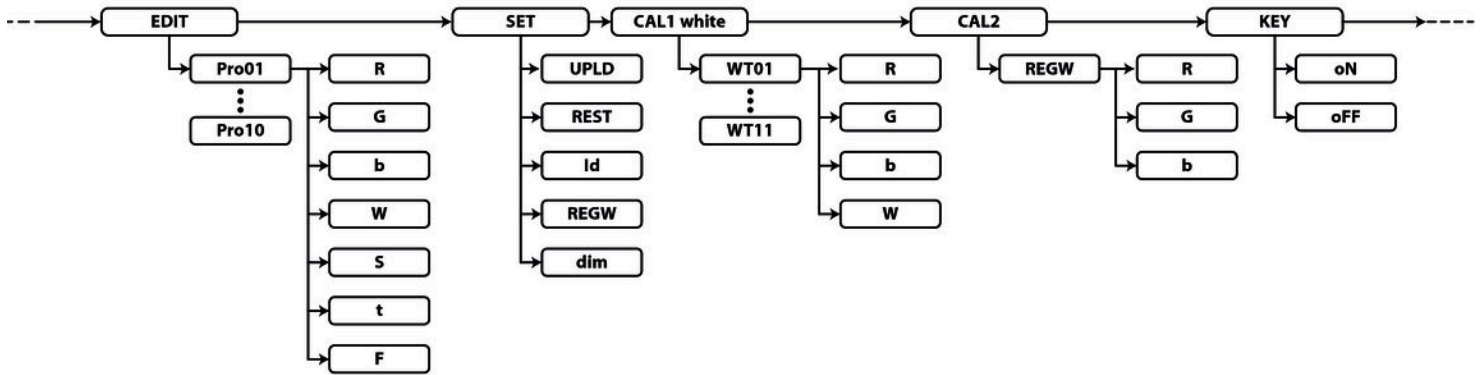 EDIT SET CAL1 white CAL2 KEY
Pro01 R UPLD WT01 R REGW R oN
G REST G G oFF
Pro10 WT11
b Id b b
W REGW W
S dim
t
F